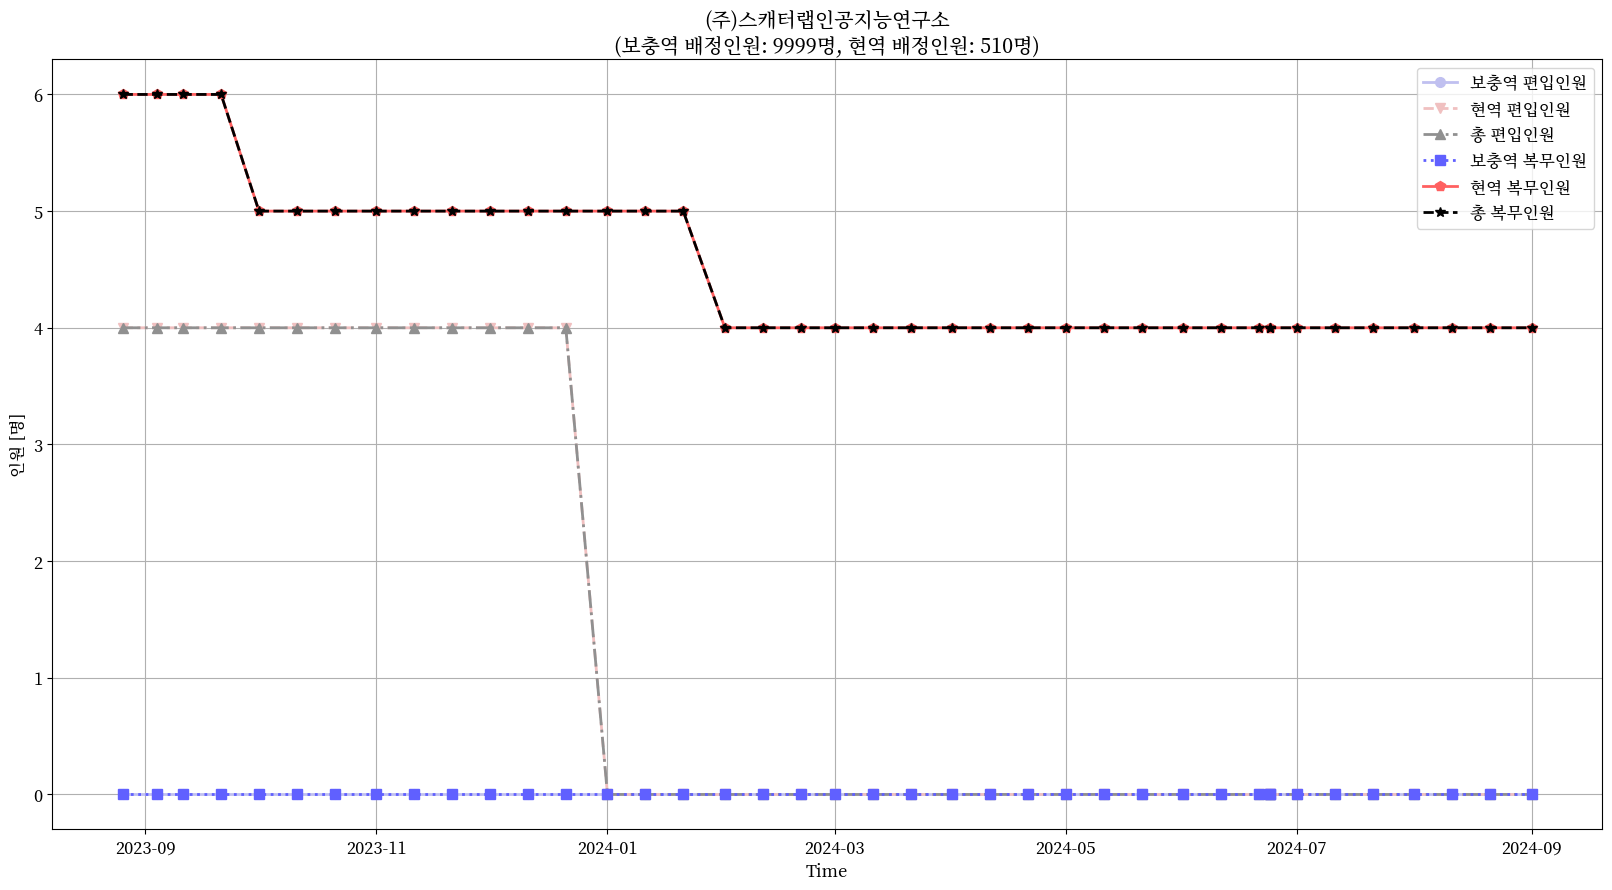 (주)스캐터랩인공지능연구소
(보충역 배정인원: 9999명, 현역 배정인원: 510명)
보충역 편입인원
현역 편입인원
총 편입인원
보충역 복무인원
현역 복무인원
총 복무인원
인원 [명]
6
5
4
3
2
1
0
2023-09
2023-11
2024-01
2024-03
2024-05
2024-07
2024-09
Time